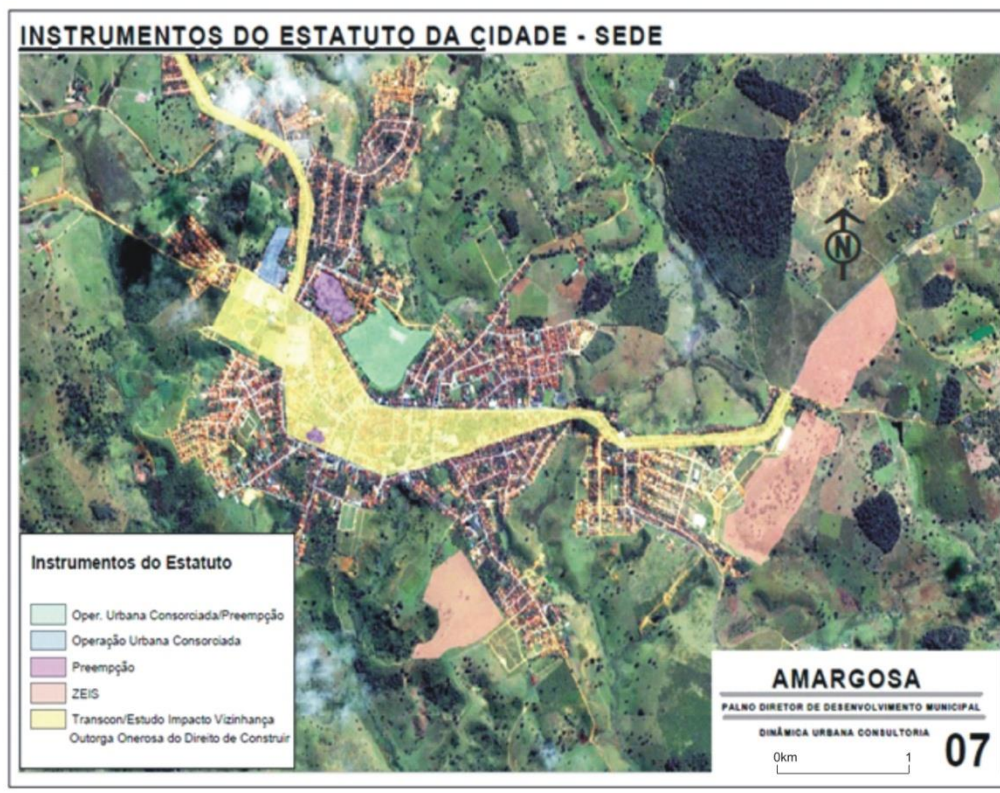 INSTRUMENTOS DO ESTATUTO DA CIDADE - SEDE
N
Instrumentos do Estatuto
Oper. Urbana Consorciada/Preempção
Operação Urbana Consorciada
Preempção
ZEIS
Transcon/Estudo Impacto Vizinhança
Outorga Onerosa do Direito de Construir
AMARGOSA
PALNO DIRETOR DE DESENVOLVIMENTO MUNICIPAL
DINÂMICA URBANA CONSULTORIA
07
0km 1